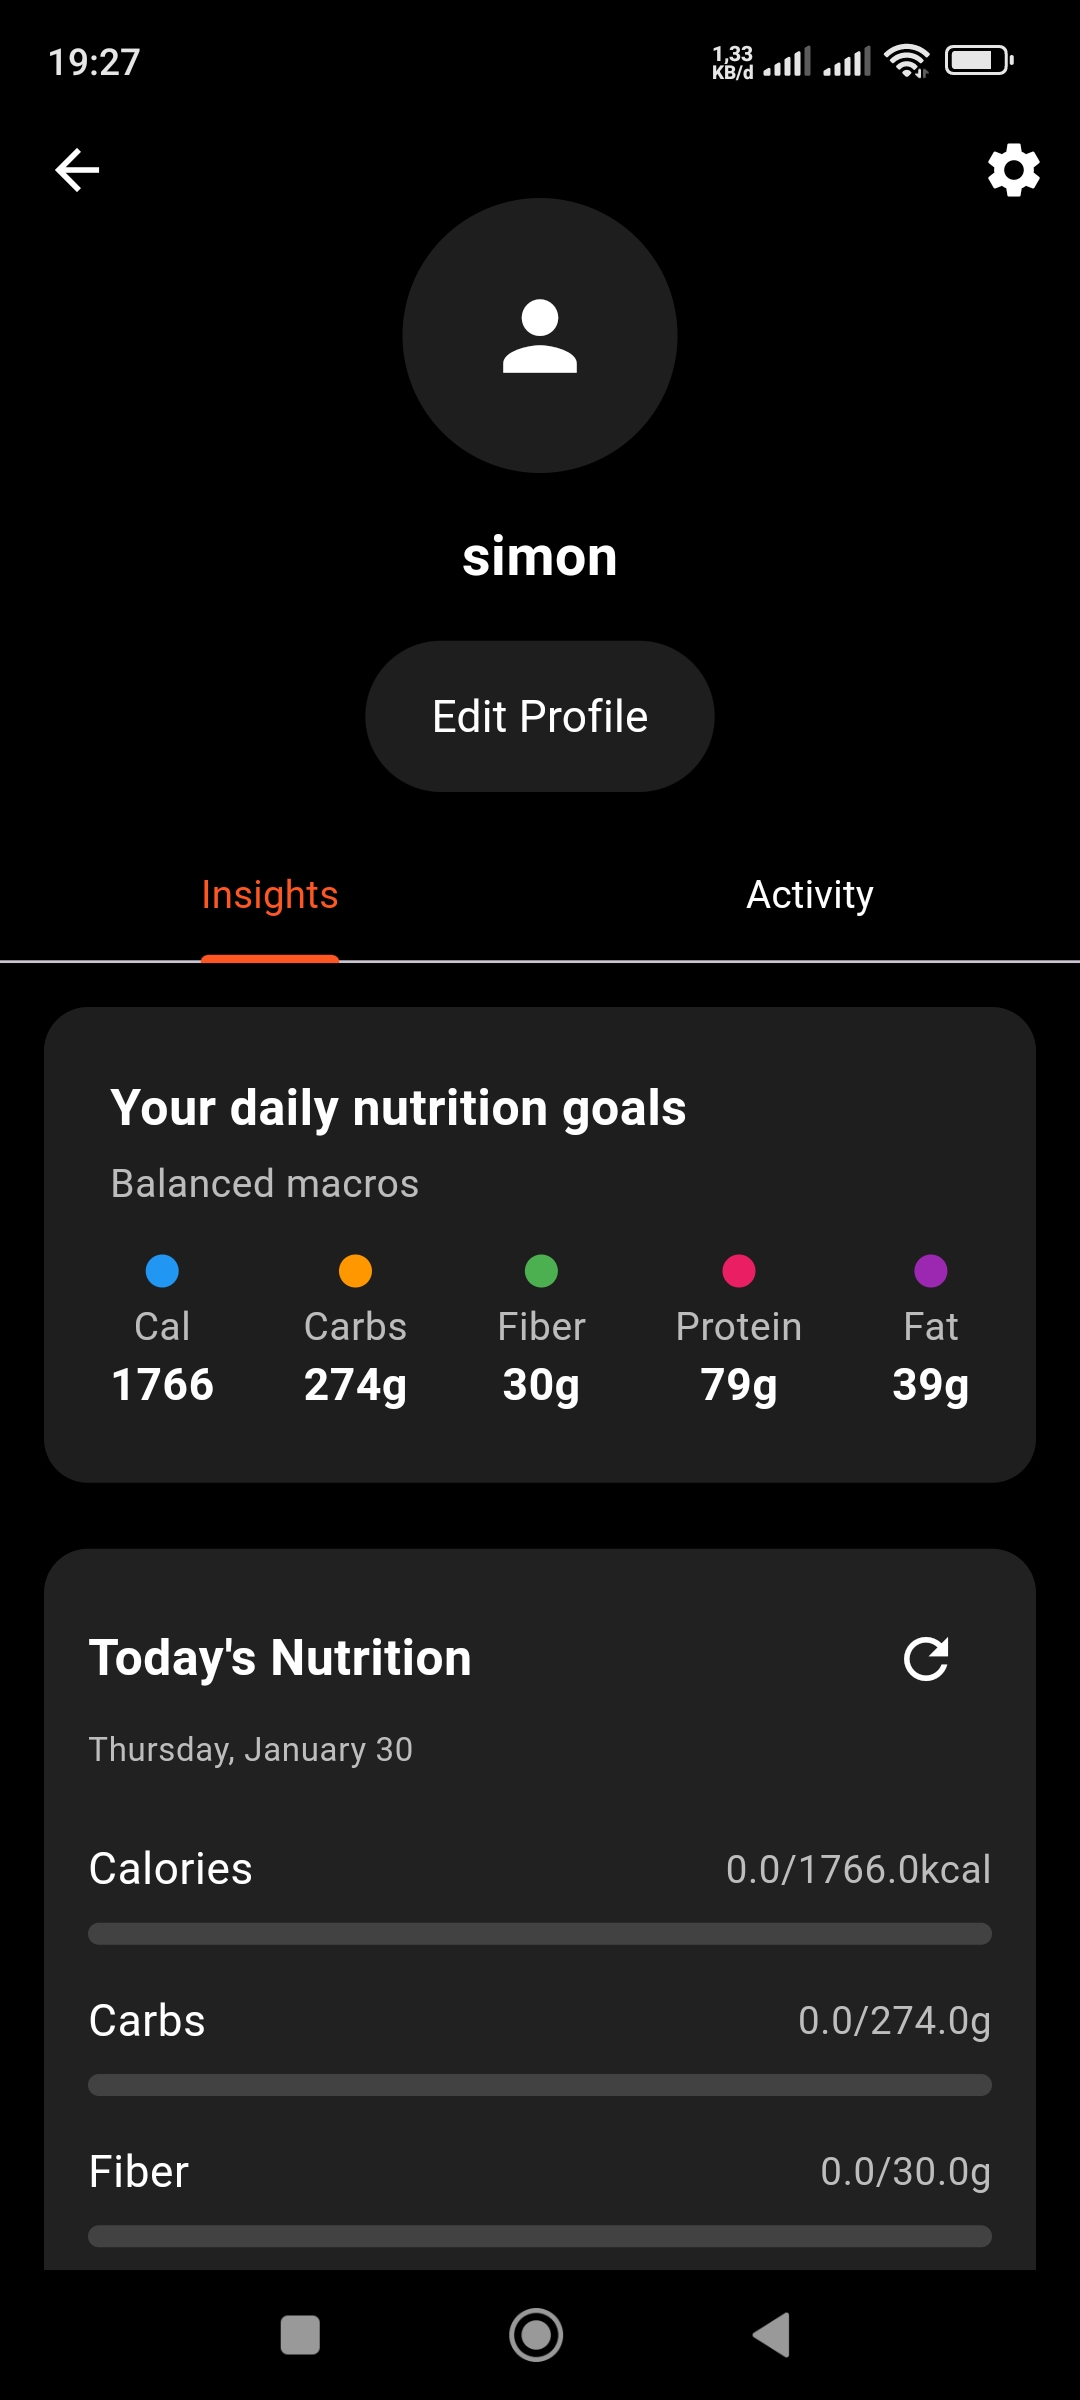 19:27
1,33
KB/d
simon
Edit Profile
Insights
Activity
Your daily nutrition goals
Balanced macros
Cal
Carbs
Fiber
Protein
Fat
1766
274g
30g
79g
39g
Today's Nutrition
Thursday, January 30
Calories
0.0/1766.0kcal
Carbs
0.0/274.0g
Fiber
0.0/30.0g